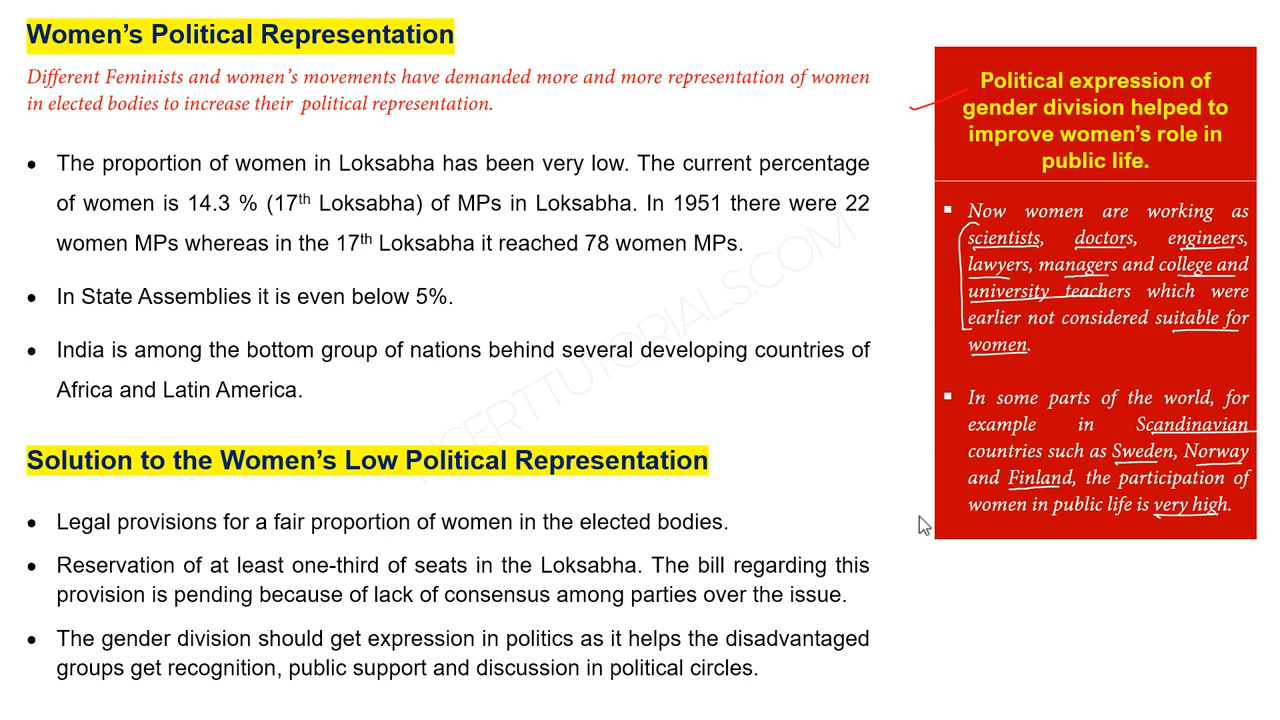 Women's Political Representation
Different Feminists and women's movements have demanded more and more representation of women
in elected bodies to increase their political representation.
• The proportion of women in Loksabha has been very low. The current percentage
of women is 14.3 % (17th Loksabha) of MPs in Loksabha. In 1951 there were 22
women MPs whereas in the 17th Loksabha it reached 78 women MPs.
• In State Assemblies it is even below 5%.
• India is among the bottom group of nations behind several developing countries of
Africa and Latin America.
Solution to the Women's Low Political Representation
• Legal provisions for a fair proportion of women in the elected bodies.
• Reservation of at least one-third of seats in the Loksabha. The bill regarding this
provision is pending because of lack of consensus among parties over the issue.
• The gender division should get expression in politics as it helps the disadvantaged
groups get recognition, public support and discussion in political circles.
Political expression of
gender division helped to
improve women's role in
public life.
▪ Now women are working as
scientists, doctors, engineers,
lawyers, managers and college and
university teachers which were
earlier not considered suitable for
women.
▪ In some parts of the world, for
example in Scandinavian
countries such as Sweden, Norway
and Finland, the participation of
women in public life is very high.
NCERTTUTORIALS.COM